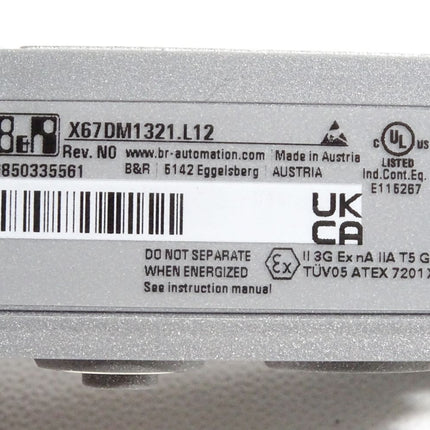 B&R X67DM1321.L12
Rev. N0 www.br-automation.com Made in Austria
850335561 B&R 5142 Eggelsberg AUSTRIA
C UL US
LISTED
Ind.Cont.Eq.
E115267
UK
CA
DO NOT SEPARATE
WHEN ENERGIZED
See instruction manual
Ex II 3G Ex nA IIA T5 G
TÜV05 ATEX 7201X